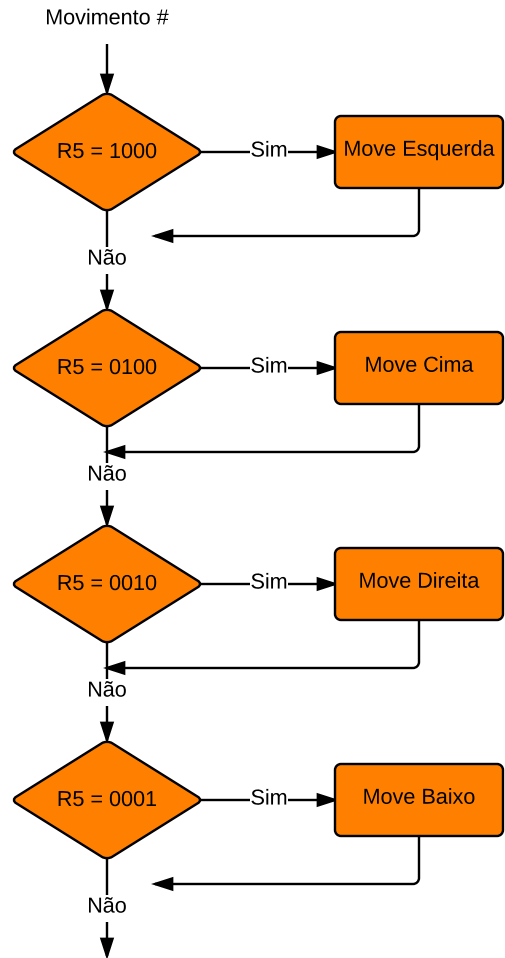 Movimento #
R5 = 1000
Sim
Move Esquerda
Não
R5 = 0100
Sim
Move Cima
Não
R5 = 0010
Sim
Move Direita
Não
R5 = 0001
Sim
Move Baixo
Não